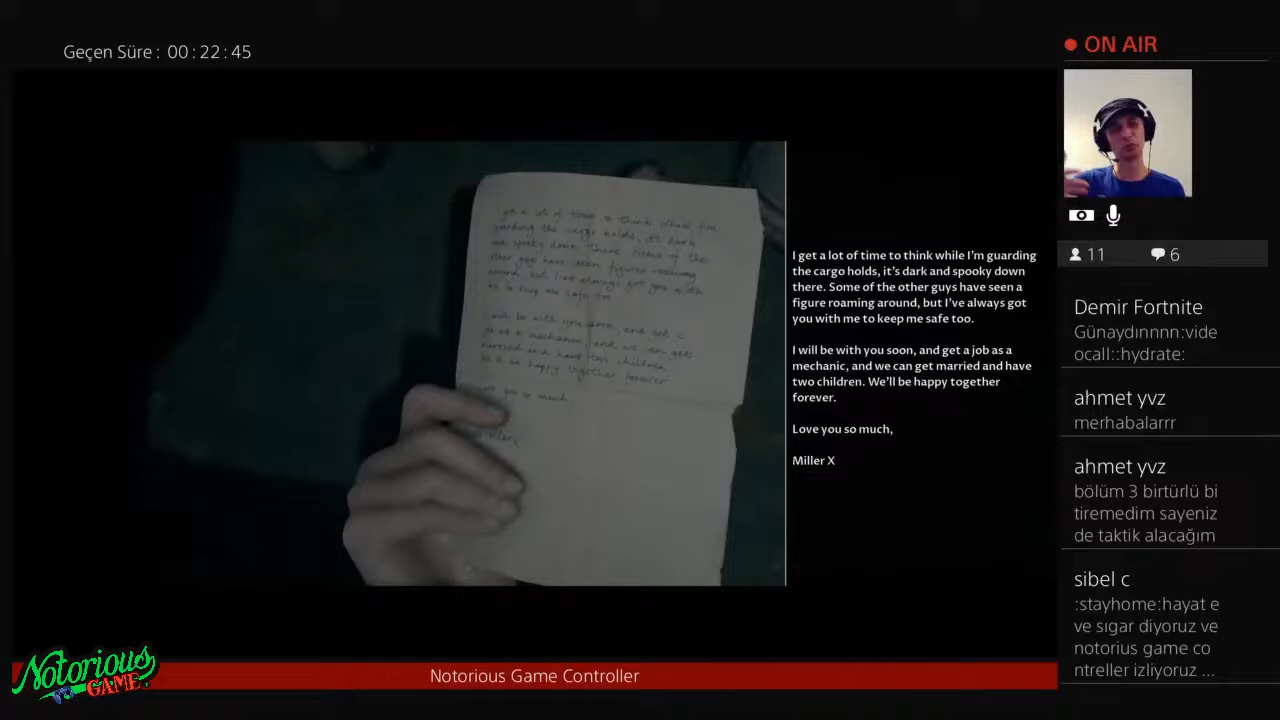 Geçen Süre : 00 : 22 : 45
ON AIR
11
6
I get a lot of time to think while I'm guarding
the cargo holds, it's dark and spooky down
there. Some of the other guys have seen a
figure roaming around, but I've always got
you with me to keep me safe too.
I will be with you soon, and get a job as a
mechanic, and we can get married and have
two children. We'll be happy together
forever.
Love you so much,
Miller X
Demir Fortnite
Günaydınnnn:vide
ocall::hydrate:
ahmet yvz
merhabalarrr
ahmet yvz
bölüm 3 birtürlü bi
tiremedim sayeniz
de taktik alacağım
sibel c
:stayhome:hayat e
ve sıgar diyoruz ve
notorius game co
ntreller izliyoruz ...
Notorious
GAME
Notorious Game Controller